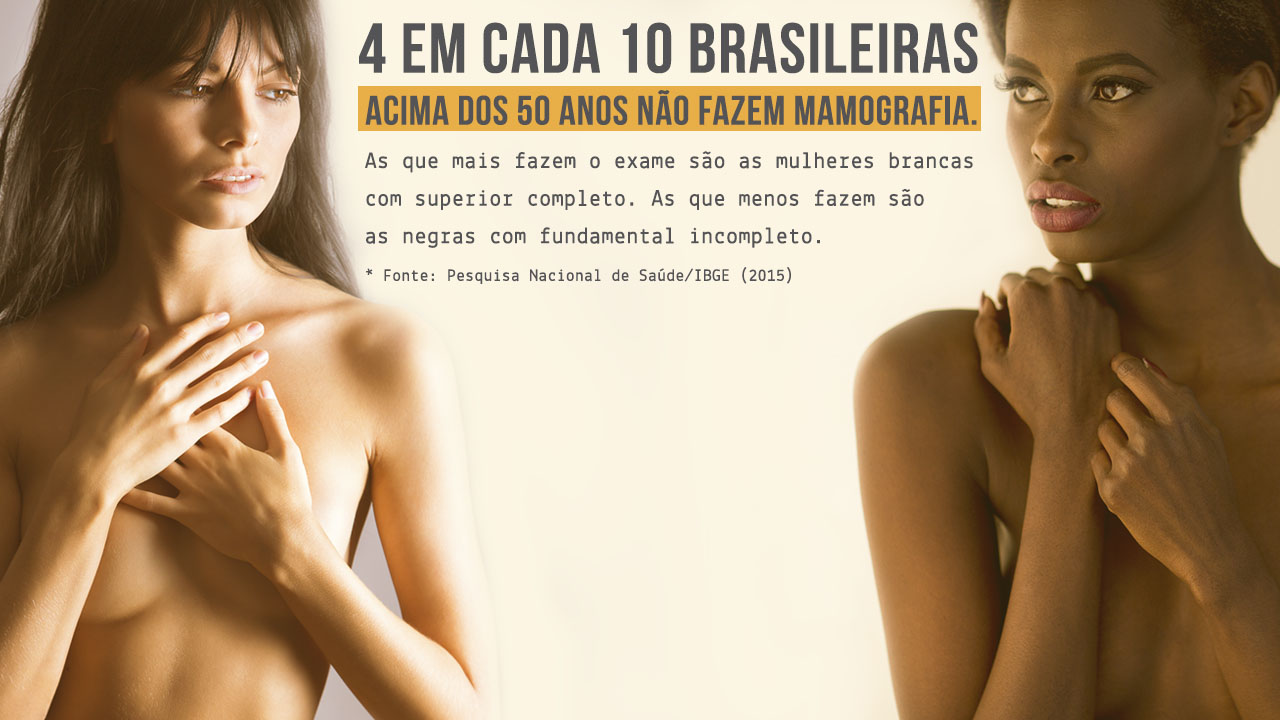 4 EM CADA 10 BRASILEIRAS
ACIMA DOS 50 ANOS NÃO FAZEM MAMOGRAFIA.
As que mais fazem o exame são as mulheres brancas
com superior completo. As que menos fazem são
as negras com fundamental incompleto.
* Fonte: Pesquisa Nacional de Saúde/IBGE (2015)